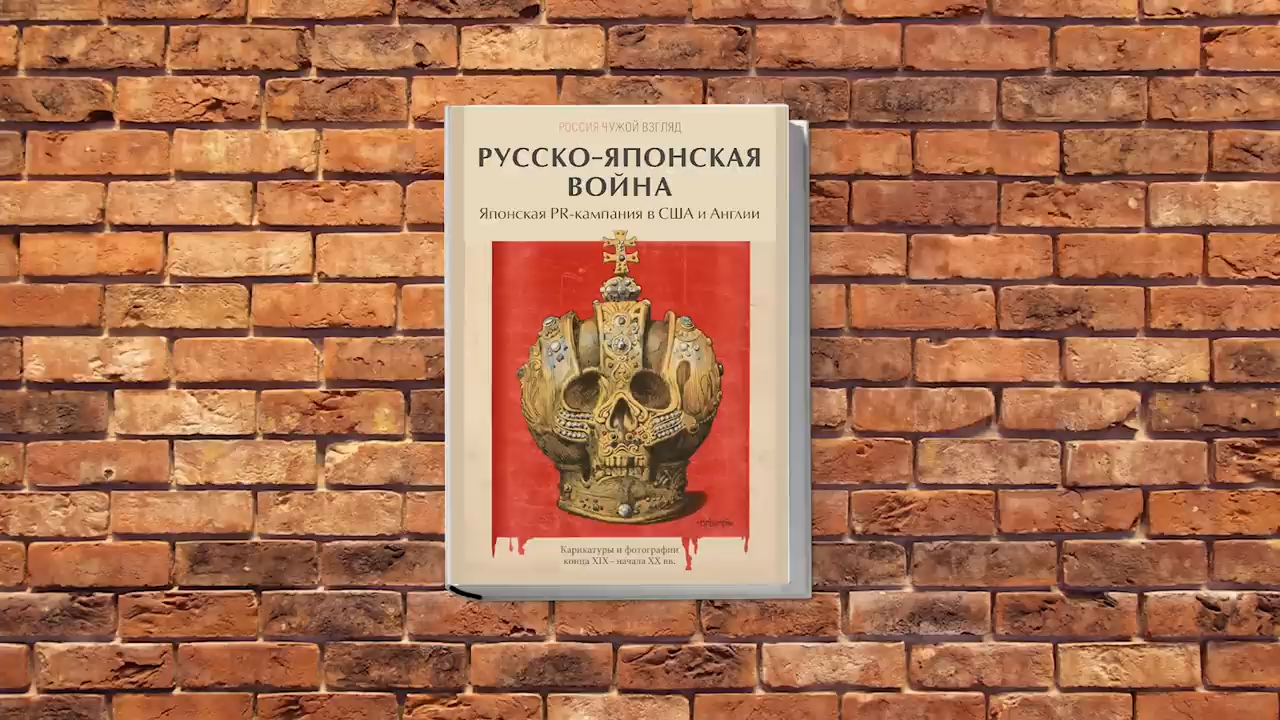 РОССИЯ ЧУЖОЙ ВЗГЛЯД
РУССКО-ЯПОНСКАЯ
ВОЙНА
Японская PR-кампания в США и Англии
Карикатуры и фотографии
конца XIX – начала XX вв.